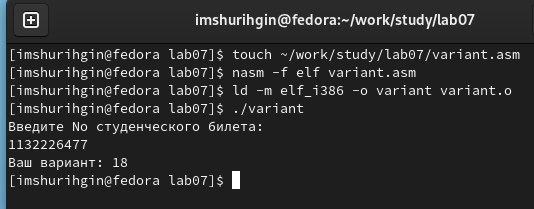 imshurihgin@fedora:~/work/study/lab07
[imshurihgin@fedora lab07]$ touch ~/work/study/lab07/variant.asm
[imshurihgin@fedora lab07]$ nasm -f elf variant.asm
[imshurihgin@fedora lab07]$ ld -m elf_i386 -o variant variant.o
[imshurihgin@fedora lab07]$ ./variant
Введите No студенческого билета:
1132226477
Ваш вариант: 18
[imshurihgin@fedora lab07]$